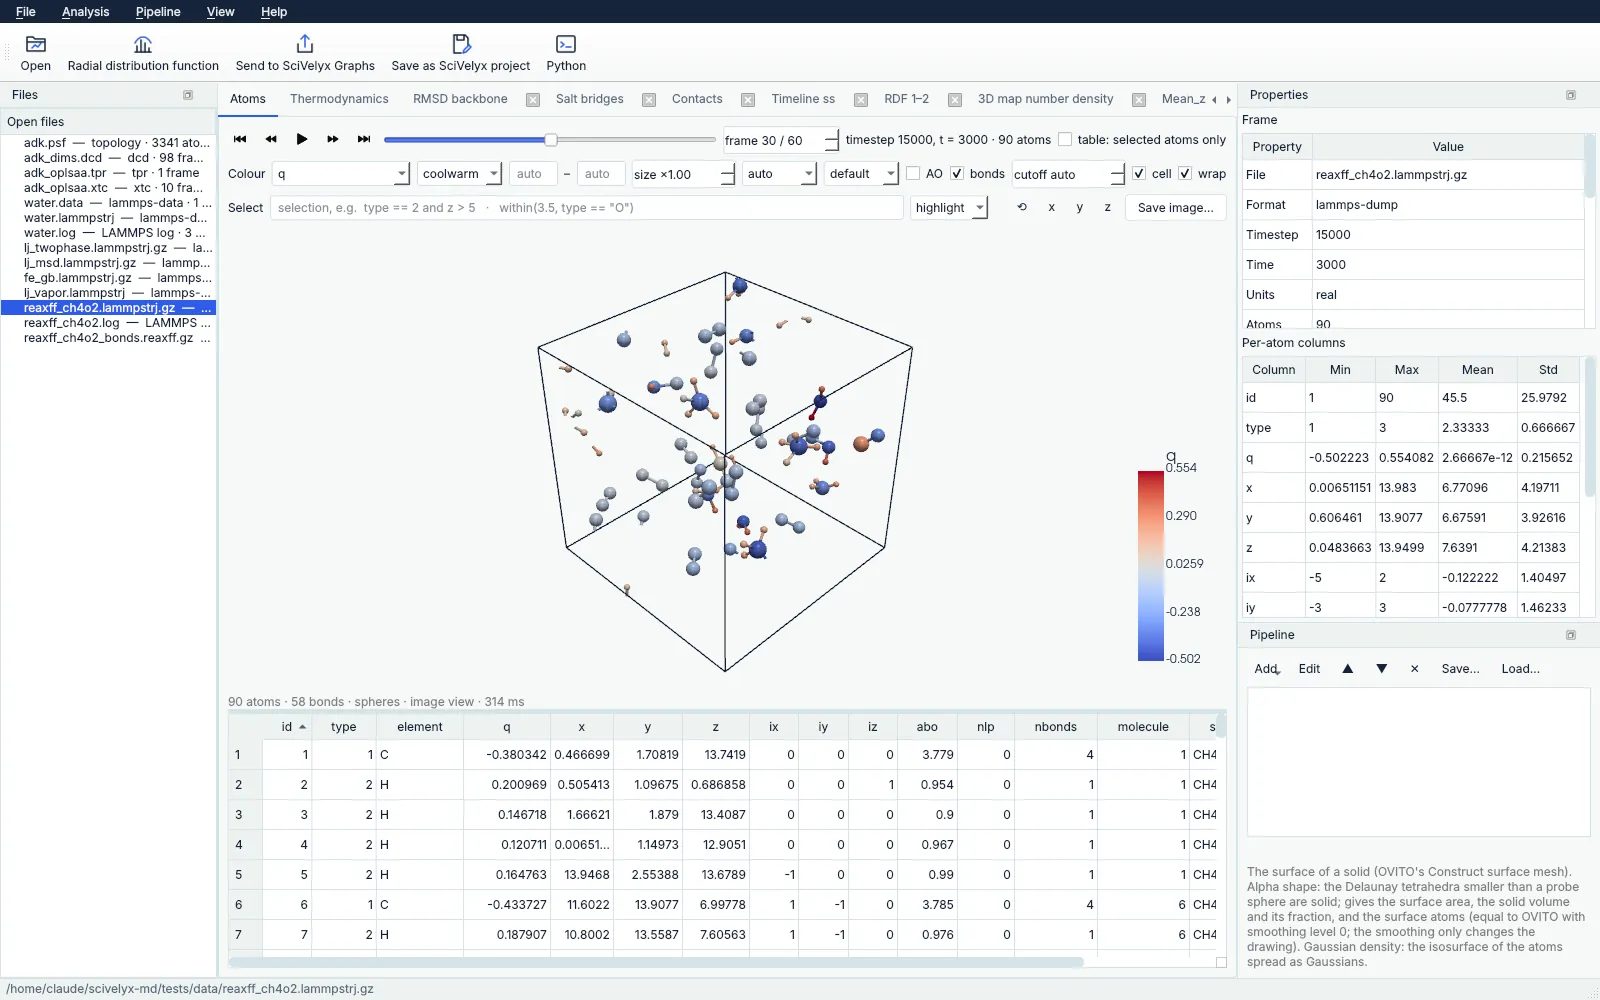 File Analysis Pipeline View Help
Open Radial distribution function Send to SciVelyx Graphs Save as SciVelyx project Python
Files
Open files
adk.psf — topology · 3341 ato...
adk_dims.dcd — dcd · 98 fra...
adk_oplsaa.tpr — tpr · 1 frame
adk_oplsaa.xtc — xtc · 10 fra...
water.data — lammps-data · 1 ...
water.lammpstrj — lammps-d...
water.log — LAMMPS log · 3 ...
lj_twophase.lammpstrj.gz — la...
lj_msd.lammpstrj.gz — lammp...
fe_gb.lammpstrj.gz — lammps...
lj_vapor.lammpstrj — lammps-...
reaxff_ch4o2.lammpstrj.gz — ...
reaxff_ch4o2.log — LAMMPS ...
reaxff_ch4o2_bonds.reaxff.gz ...
Atoms Thermodynamics RMSD backbone Salt bridges Contacts Timeline ss RDF 1–2 3D map number density Mean_z
frame 30 / 60 timestep 15000, t = 3000 · 90 atoms table: selected atoms only
Colour q coolwarm auto – auto size ×1.00 auto default AO bonds cutoff auto cell wrap
Select selection, e.g. type == 2 and z > 5 · within(3.5, type == "O") highlight ⟲ x y z Save image...
q
0.554
0.290
0.0259
-0.238
-0.502
90 atoms · 58 bonds · spheres · image view · 314 ms
id type element q x y z ix iy iz abo nlp nbonds molecule s
1 1 1 C -0.380342 0.466699 1.70819 13.7419 0 0 0 3.779 0 4 1 CH4
2 2 2 H 0.200969 0.505413 1.09675 0.686858 0 0 1 0.954 0 1 1 CH4
3 3 2 H 0.146718 1.66621 1.879 13.4087 0 0 0 0.9 0 1 1 CH4
4 4 2 H 0.120711 0.00651... 1.14973 12.9051 0 0 0 0.967 0 1 1 CH4
5 5 2 H 0.164763 13.9468 2.55388 13.6789 -1 0 0 0.99 0 1 1 CH4
6 6 1 C -0.433727 11.6022 13.9077 6.99778 1 -1 0 3.785 0 4 6 CH4
7 7 2 H 0.187907 10.8002 13.5587 7.60563 1 -1 0 0.976 0 1 6 CH4
Properties
Frame
Property Value
File reaxff_ch4o2.lammpstrj.gz
Format lammps-dump
Timestep 15000
Time 3000
Units real
Atoms 90
Per-atom columns
Column Min Max Mean Std
id 1 90 45.5 25.9792
type 1 3 2.33333 0.666667
q -0.502223 0.554082 2.66667e-12 0.215652
x 0.00651151 13.983 6.77096 4.19711
y 0.606461 13.9077 6.67591 3.92616
z 0.0483663 13.9499 7.6391 4.21383
ix -5 2 -0.122222 1.40497
iy -3 3 -0.0777778 1.46233
Pipeline
Add Edit ▲ ▼ × Save... Load...
The surface of a solid (OVITO's Construct surface mesh).
Alpha shape: the Delaunay tetrahedra smaller than a probe
sphere are solid; gives the surface area, the solid volume
and its fraction, and the surface atoms (equal to OVITO with
smoothing level 0; the smoothing only changes the
drawing). Gaussian density: the isosurface of the atoms
spread as Gaussians.
/home/claude/scivelyx-md/tests/data/reaxff_ch4o2.lammpstrj.gz